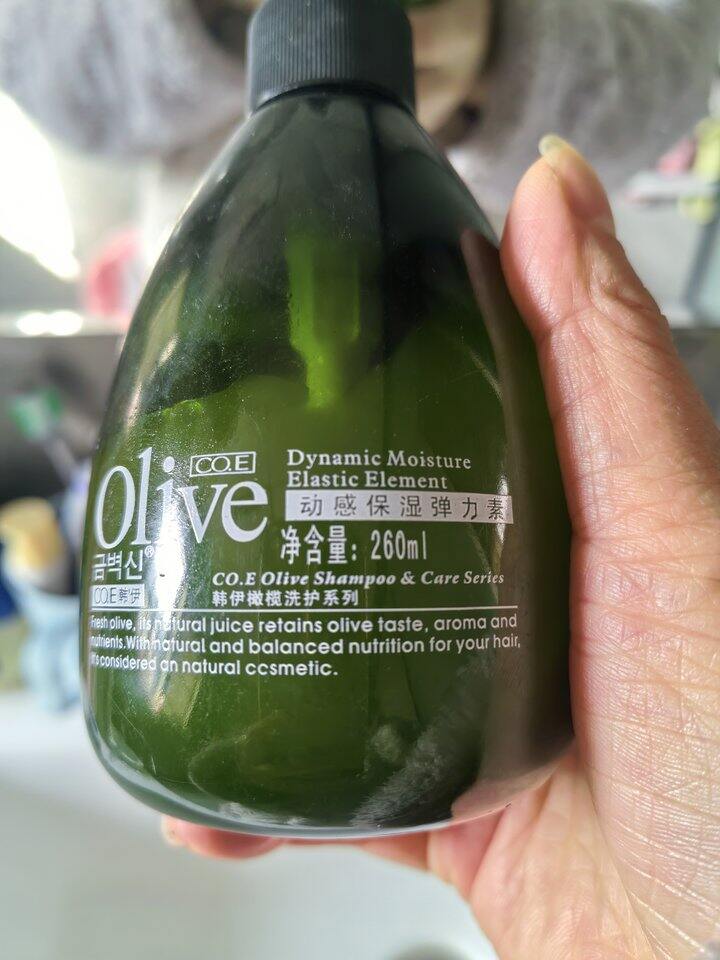 CO.E
Olive
금벽신®
CO.E 韩伊
Dynamic Moisture
Elastic Element
动感保湿弹力素
净含量: 260ml
CO.E Olive Shampoo & Care Series
韩伊橄榄洗护系列
Fresh olive, its natural juice retains olive taste, aroma and
nutrients.With natural and balanced nutrition for your hair,
it's considered an natural ccsmetic.